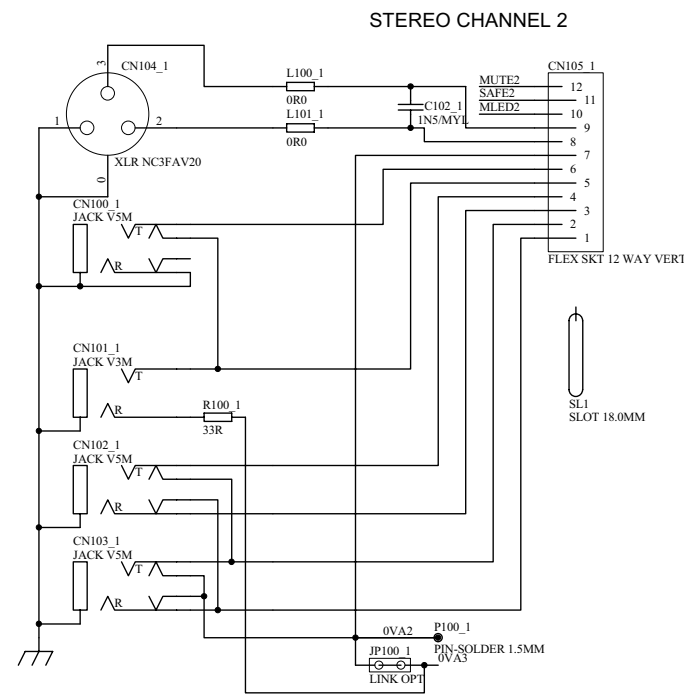 STEREO CHANNEL 2
CN104_1
3
1
2
0
XLR NC3FAV20
L100_1
0R0
L101_1
0R0
C102_1
1N5/MYL
CN105_1
MUTE2
SAFE2
MLED2
12
11
10
9
8
7
6
5
4
3
2
1
FLEX SKT 12 WAY VERT
CN100_1
JACK V5M
T
R
CN101_1
JACK V3M
T
R
R100_1
33R
SL1
SLOT 18.0MM
CN102_1
JACK V5M
T
R
CN103_1
JACK V5M
T
R
0VA2
P100_1
PIN-SOLDER 1.5MM
JP100_1
0VA3
LINK OPT